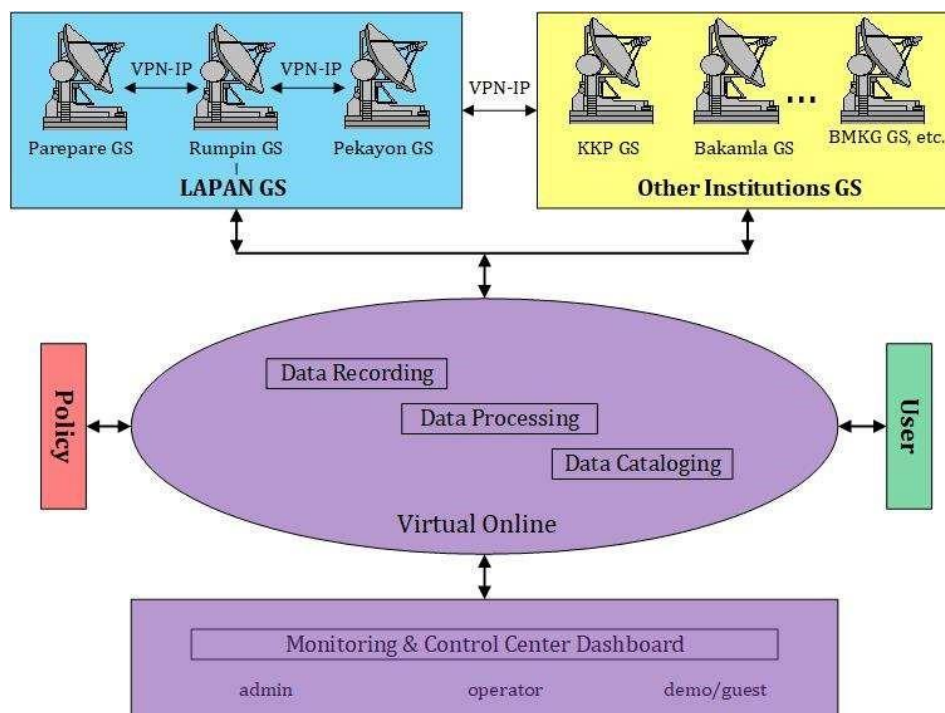 VPN-IP
VPN-IP
VPN-IP
Parepare GS
Rumpin GS
Pekayon GS
LAPAN GS
KKP GS
Bakamla GS
...
BMKG GS, etc.
Other Institutions GS
Policy
Data Recording
Data Processing
Data Cataloging
Virtual Online
User
Monitoring & Control Center Dashboard
admin
operator
demo/guest